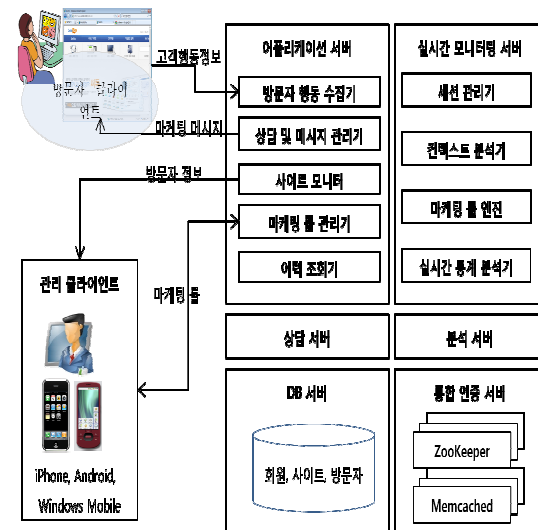 고객행동정보
방문자 클라이
언트
마케팅 메시지
방문자 정보
마케팅 룰
관리 클라이언트
iPhone, Android,
Windows Mobile
어플리케이션 서버
방문자 행동 수집기
상담 및 메시지 관리기
사이트 모니터
마케팅 룰 관리기
이력 조회기
실시간 모니터링 서버
세션 관리기
컨텍스트 분석기
마케팅 룰 엔진
실시간 통계 분석기
상담 서버
분석 서버
DB 서버
회원, 사이트, 방문자
통합 인증 서버
ZooKeeper
Memcached